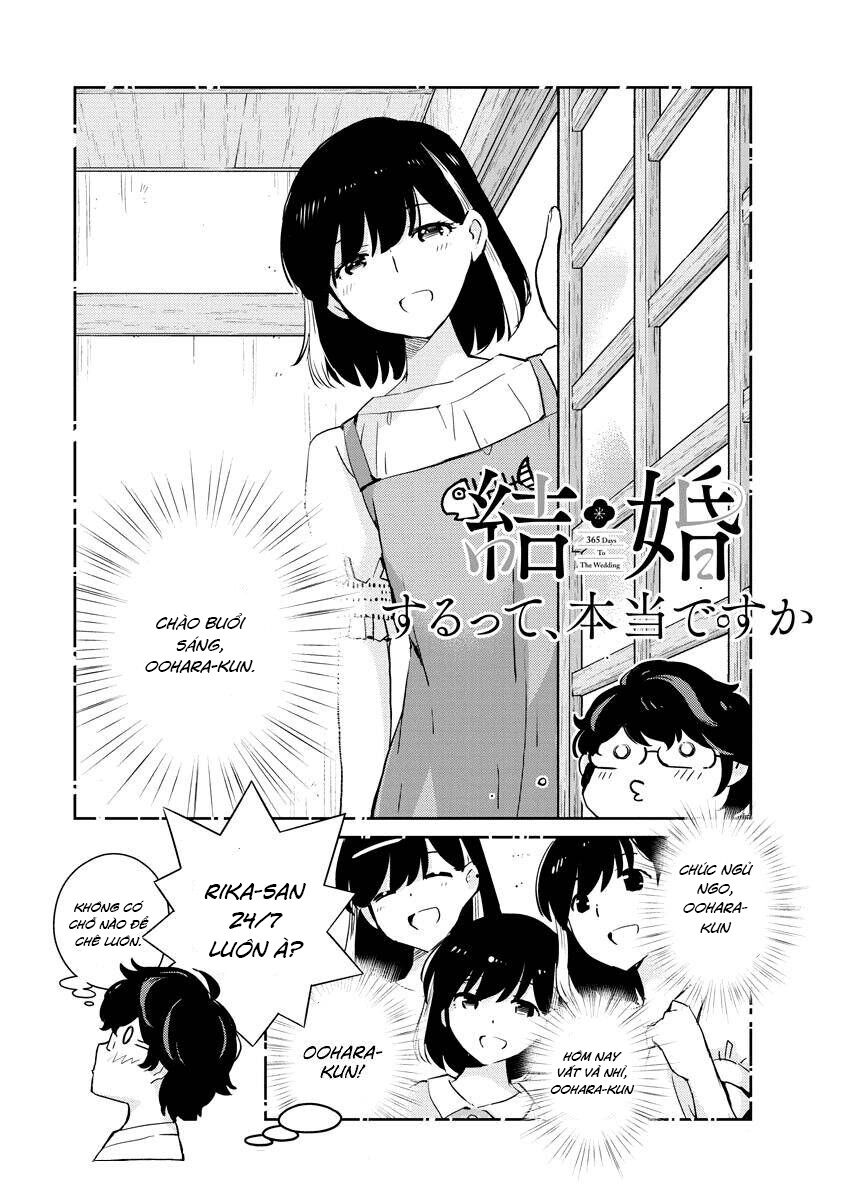 結婚
365 Days
To
The Wedding
するって、本当ですか
CHÀO BUỔI
SÁNG,
OOHARA-KUN.
CHÚC NGỦ
NGO,
OOHARA-
KUN
RIKA-SAN
24/7
LUÔN À?
KHÔNG CÓ
CHỖ NÀO ĐỂ
CHÊ LUÔN.
HÔM NAY
VẤT VẢ NHỈ,
OOHARA-KUN
OOHARA-
KUN!